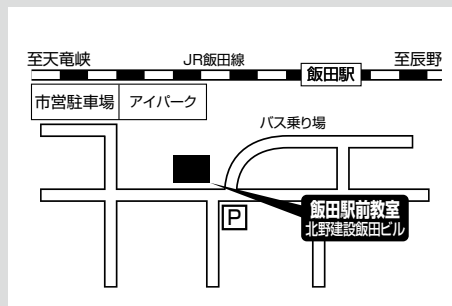 至天竜峡
JR飯田線
至辰野
飯田駅
市営駐車場
アイパーク
バス乗り場
P
飯田駅前教室
北野建設飯田ビル